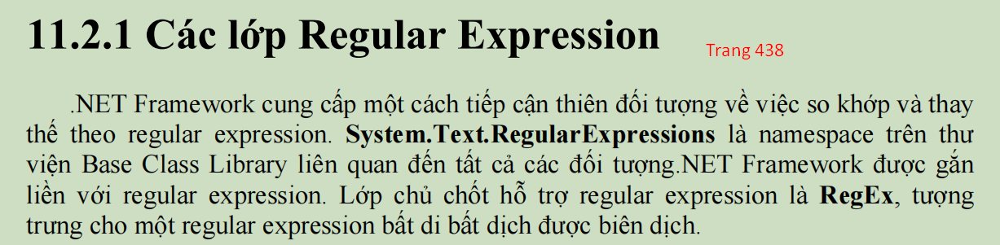 11.2.1 Các lớp Regular Expression
Trang 438
.NET Framework cung cấp một cách tiếp cận thiên đối tượng về việc so khớp và thay
thế theo regular expression. System.Text.RegularExpressions là namespace trên thư
viện Base Class Library liên quan đến tất cả các đối tượng.NET Framework được gắn
liền với regular expression. Lớp chủ chốt hỗ trợ regular expression là RegEx, tượng
trưng cho một regular expression bất di bất dịch được biên dịch.